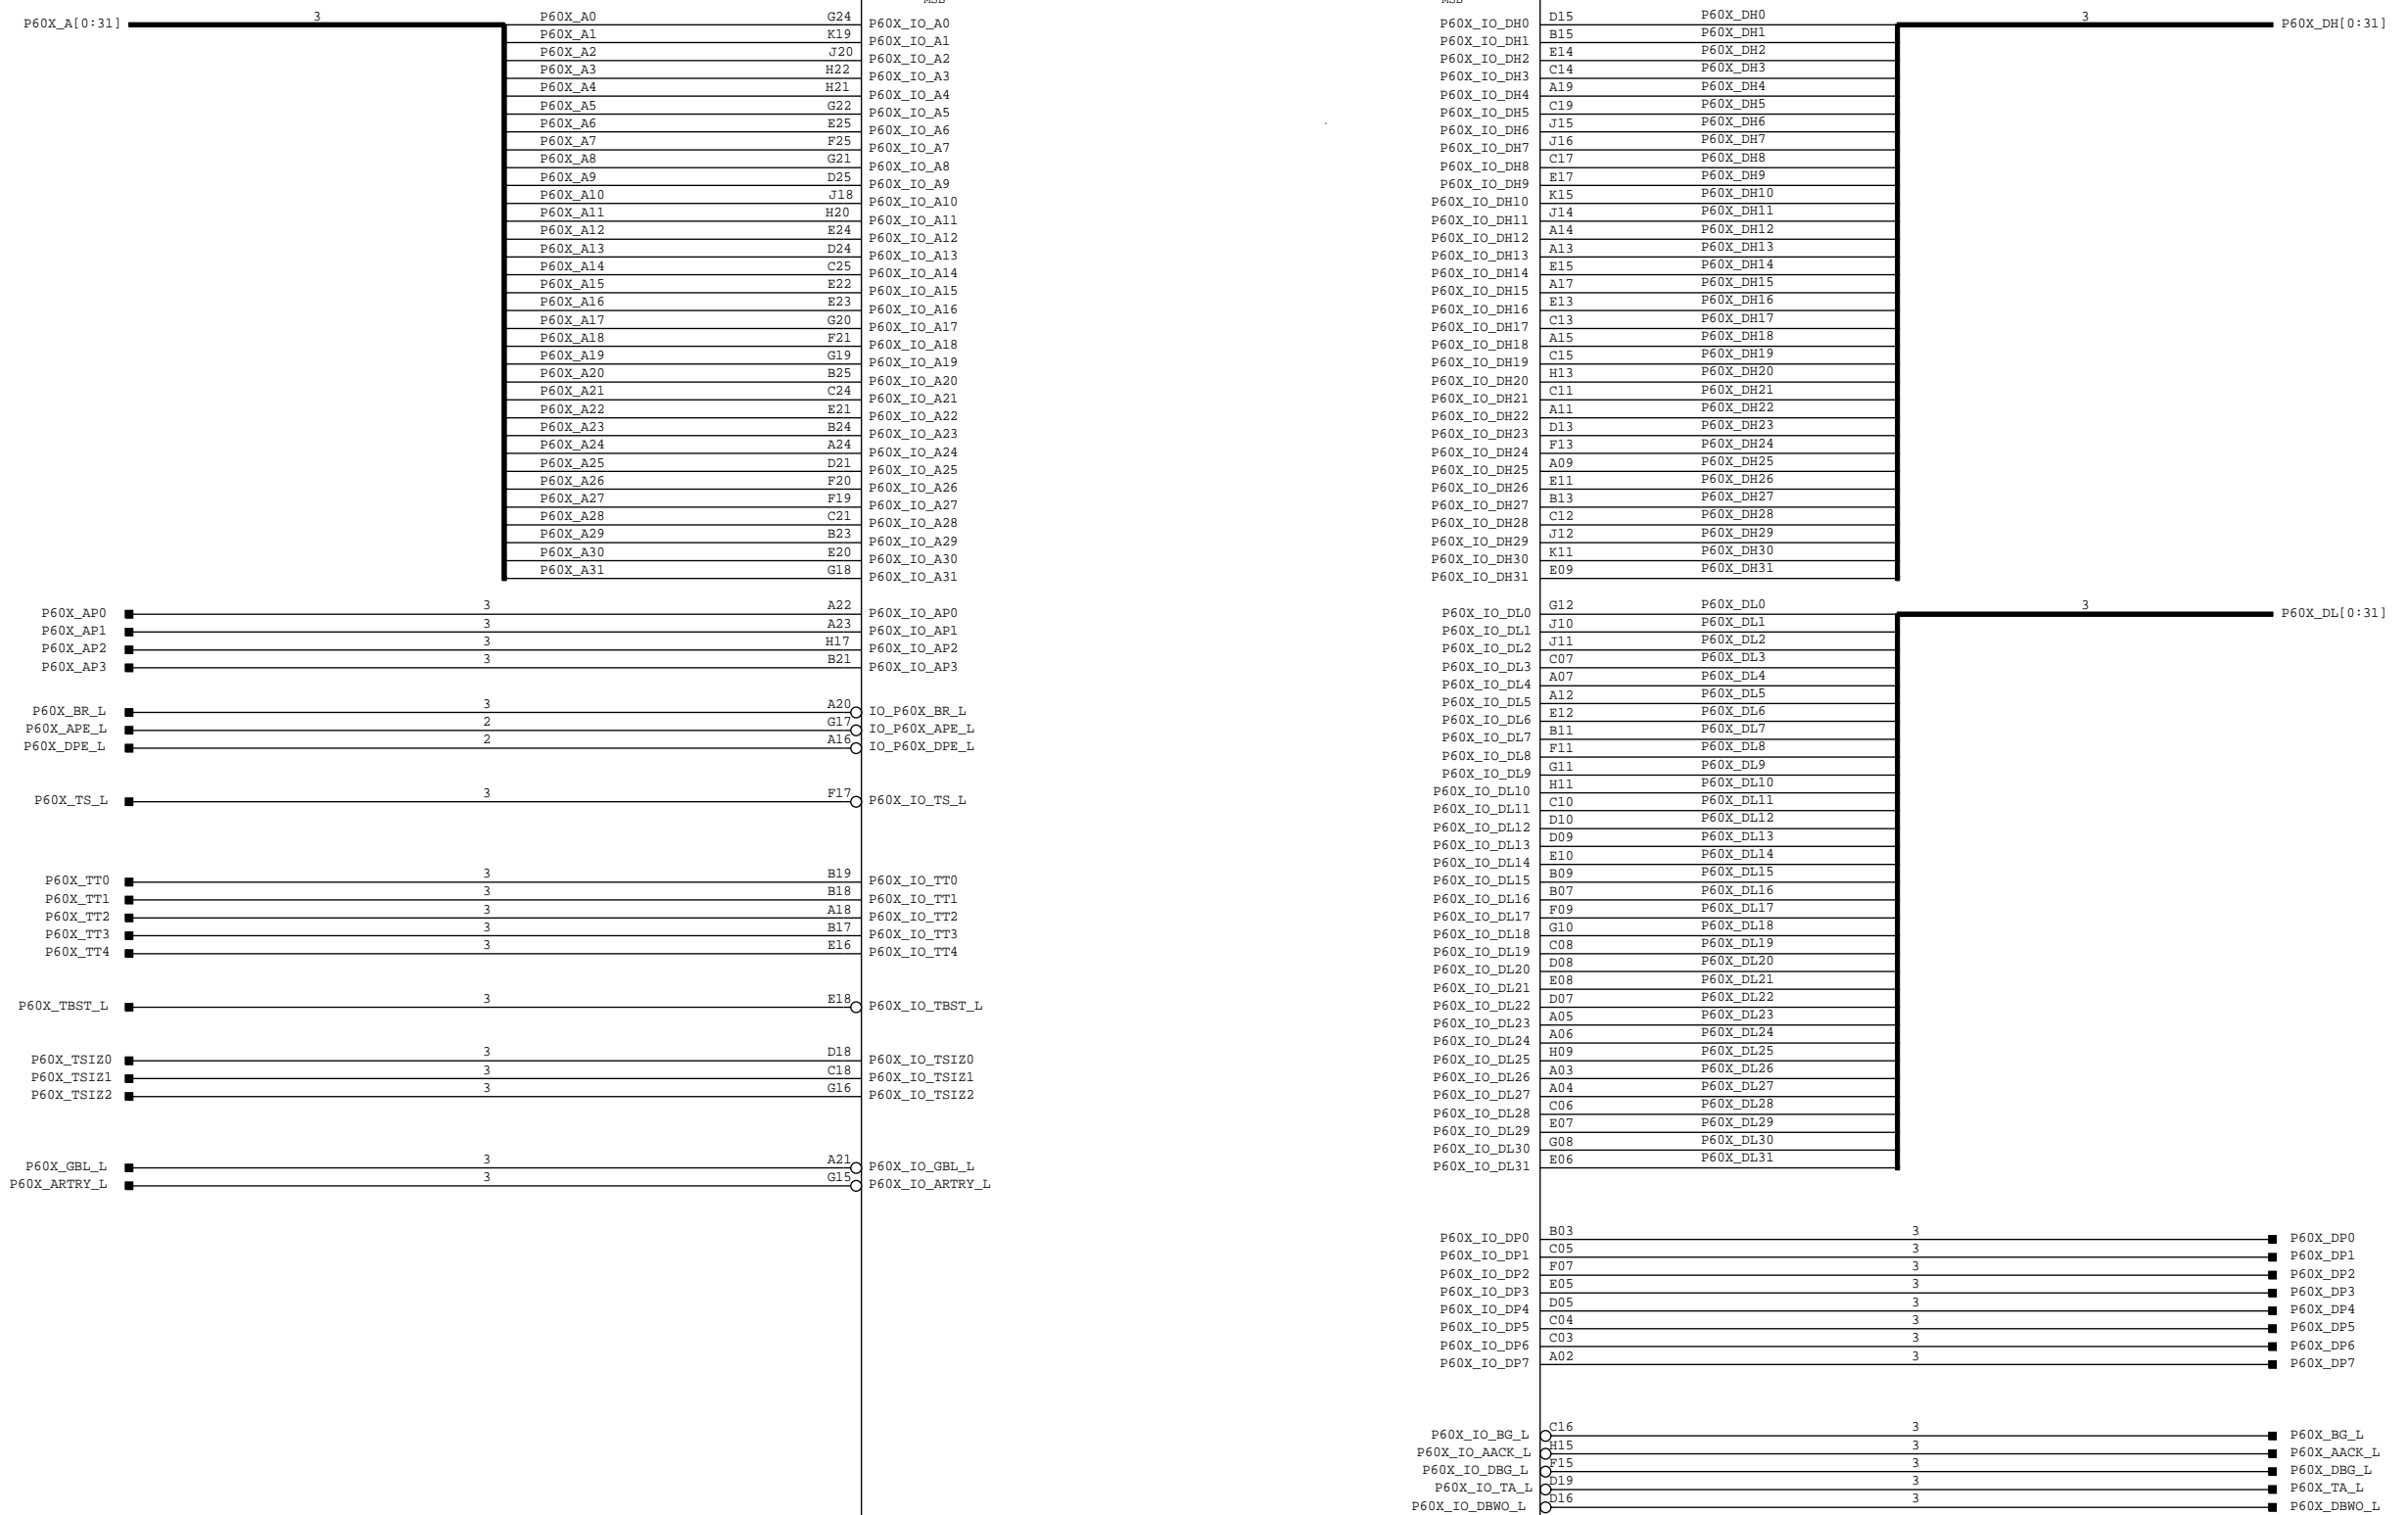 P60X_A[0:31] 3 P60X_A0 G24 P60X_IO_A0
P60X_A1 K19 P60X_IO_A1
P60X_A2 J20 P60X_IO_A2
P60X_A3 H22 P60X_IO_A3
P60X_A4 H21 P60X_IO_A4
P60X_A5 G22 P60X_IO_A5
P60X_A6 E25 P60X_IO_A6
P60X_A7 F25 P60X_IO_A7
P60X_A8 G21 P60X_IO_A8
P60X_A9 D25 P60X_IO_A9
P60X_A10 J18 P60X_IO_A10
P60X_A11 H20 P60X_IO_A11
P60X_A12 E24 P60X_IO_A12
P60X_A13 D24 P60X_IO_A13
P60X_A14 C25 P60X_IO_A14
P60X_A15 E22 P60X_IO_A15
P60X_A16 E23 P60X_IO_A16
P60X_A17 G20 P60X_IO_A17
P60X_A18 F21 P60X_IO_A18
P60X_A19 G19 P60X_IO_A19
P60X_A20 B25 P60X_IO_A20
P60X_A21 C24 P60X_IO_A21
P60X_A22 E21 P60X_IO_A22
P60X_A23 B24 P60X_IO_A23
P60X_A24 A24 P60X_IO_A24
P60X_A25 D21 P60X_IO_A25
P60X_A26 F20 P60X_IO_A26
P60X_A27 F19 P60X_IO_A27
P60X_A28 C21 P60X_IO_A28
P60X_A29 B23 P60X_IO_A29
P60X_A30 E20 P60X_IO_A30
P60X_A31 G18 P60X_IO_A31
P60X_AP0 3 A22 P60X_IO_AP0
P60X_AP1 3 A23 P60X_IO_AP1
P60X_AP2 3 H17 P60X_IO_AP2
P60X_AP3 3 B21 P60X_IO_AP3
P60X_BR_L 3 A20 IO_P60X_BR_L
P60X_APE_L 2 G17 IO_P60X_APE_L
P60X_DPE_L 2 A16 IO_P60X_DPE_L
P60X_TS_L 3 F17 P60X_IO_TS_L
P60X_TT0 3 B19 P60X_IO_TT0
P60X_TT1 3 B18 P60X_IO_TT1
P60X_TT2 3 A18 P60X_IO_TT2
P60X_TT3 3 B17 P60X_IO_TT3
P60X_TT4 3 E16 P60X_IO_TT4
P60X_TBST_L 3 E18 P60X_IO_TBST_L
P60X_TSIZ0 3 D18 P60X_IO_TSIZ0
P60X_TSIZ1 3 C18 P60X_IO_TSIZ1
P60X_TSIZ2 3 G16 P60X_IO_TSIZ2
P60X_GBL_L 3 A21 P60X_IO_GBL_L
P60X_ARTRY_L 3 G15 P60X_IO_ARTRY_L
P60X_IO_DH0 D15 P60X_DH0 3 P60X_DH[0:31]
P60X_IO_DH1 B15 P60X_DH1
P60X_IO_DH2 E14 P60X_DH2
P60X_IO_DH3 C14 P60X_DH3
P60X_IO_DH4 A19 P60X_DH4
P60X_IO_DH5 C19 P60X_DH5
P60X_IO_DH6 J15 P60X_DH6
P60X_IO_DH7 J16 P60X_DH7
P60X_IO_DH8 C17 P60X_DH8
P60X_IO_DH9 E17 P60X_DH9
P60X_IO_DH10 K15 P60X_DH10
P60X_IO_DH11 J14 P60X_DH11
P60X_IO_DH12 A14 P60X_DH12
P60X_IO_DH13 A13 P60X_DH13
P60X_IO_DH14 E15 P60X_DH14
P60X_IO_DH15 A17 P60X_DH15
P60X_IO_DH16 E13 P60X_DH16
P60X_IO_DH17 C13 P60X_DH17
P60X_IO_DH18 A15 P60X_DH18
P60X_IO_DH19 C15 P60X_DH19
P60X_IO_DH20 H13 P60X_DH20
P60X_IO_DH21 C11 P60X_DH21
P60X_IO_DH22 A11 P60X_DH22
P60X_IO_DH23 D13 P60X_DH23
P60X_IO_DH24 F13 P60X_DH24
P60X_IO_DH25 A09 P60X_DH25
P60X_IO_DH26 E11 P60X_DH26
P60X_IO_DH27 B13 P60X_DH27
P60X_IO_DH28 C12 P60X_DH28
P60X_IO_DH29 J12 P60X_DH29
P60X_IO_DH30 K11 P60X_DH30
P60X_IO_DH31 E09 P60X_DH31
P60X_IO_DL0 G12 P60X_DL0 3 P60X_DL[0:31]
P60X_IO_DL1 J10 P60X_DL1
P60X_IO_DL2 J11 P60X_DL2
P60X_IO_DL3 C07 P60X_DL3
P60X_IO_DL4 A07 P60X_DL4
P60X_IO_DL5 A12 P60X_DL5
P60X_IO_DL6 E12 P60X_DL6
P60X_IO_DL7 B11 P60X_DL7
P60X_IO_DL8 F11 P60X_DL8
P60X_IO_DL9 G11 P60X_DL9
P60X_IO_DL10 H11 P60X_DL10
P60X_IO_DL11 C10 P60X_DL11
P60X_IO_DL12 D10 P60X_DL12
P60X_IO_DL13 D09 P60X_DL13
P60X_IO_DL14 E10 P60X_DL14
P60X_IO_DL15 B09 P60X_DL15
P60X_IO_DL16 B07 P60X_DL16
P60X_IO_DL17 F09 P60X_DL17
P60X_IO_DL18 G10 P60X_DL18
P60X_IO_DL19 C08 P60X_DL19
P60X_IO_DL20 D08 P60X_DL20
P60X_IO_DL21 E08 P60X_DL21
P60X_IO_DL22 D07 P60X_DL22
P60X_IO_DL23 A05 P60X_DL23
P60X_IO_DL24 A06 P60X_DL24
P60X_IO_DL25 H09 P60X_DL25
P60X_IO_DL26 A03 P60X_DL26
P60X_IO_DL27 A04 P60X_DL27
P60X_IO_DL28 C06 P60X_DL28
P60X_IO_DL29 E07 P60X_DL29
P60X_IO_DL30 G08 P60X_DL30
P60X_IO_DL31 E06 P60X_DL31
P60X_IO_DP0 B03 3 P60X_DP0
P60X_IO_DP1 C05 3 P60X_DP1
P60X_IO_DP2 F07 3 P60X_DP2
P60X_IO_DP3 E05 3 P60X_DP3
P60X_IO_DP4 D05 3 P60X_DP4
P60X_IO_DP5 C04 3 P60X_DP5
P60X_IO_DP6 C03 3 P60X_DP6
P60X_IO_DP7 A02 3 P60X_DP7
P60X_IO_BG_L C16 3 P60X_BG_L
P60X_IO_AACK_L H15 3 P60X_AACK_L
P60X_IO_DBG_L F15 3 P60X_DBG_L
P60X_IO_TA_L D19 3 P60X_TA_L
P60X_IO_DBWO_L D16 3 P60X_DBWO_L